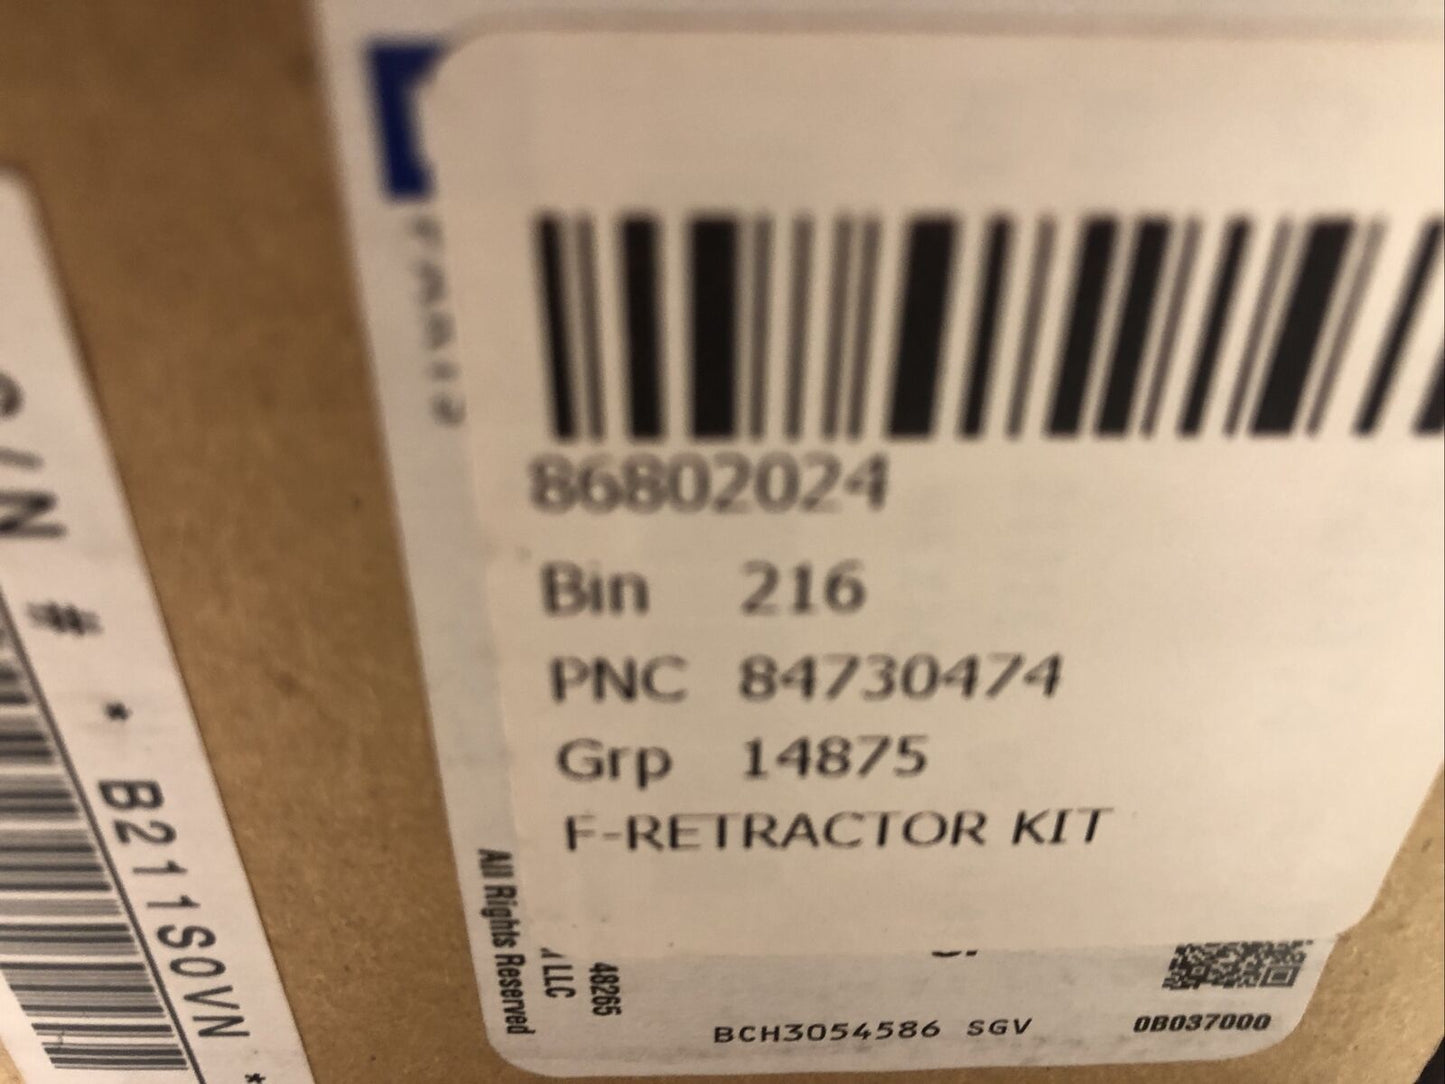 86802024
Bin 216
PNC 84730474
Grp 14875
F-RETRACTOR KIT
All Rights Reserved
LLC
48265
BCH3054586 SGV
0B037000
S/N # * B211S0VN *